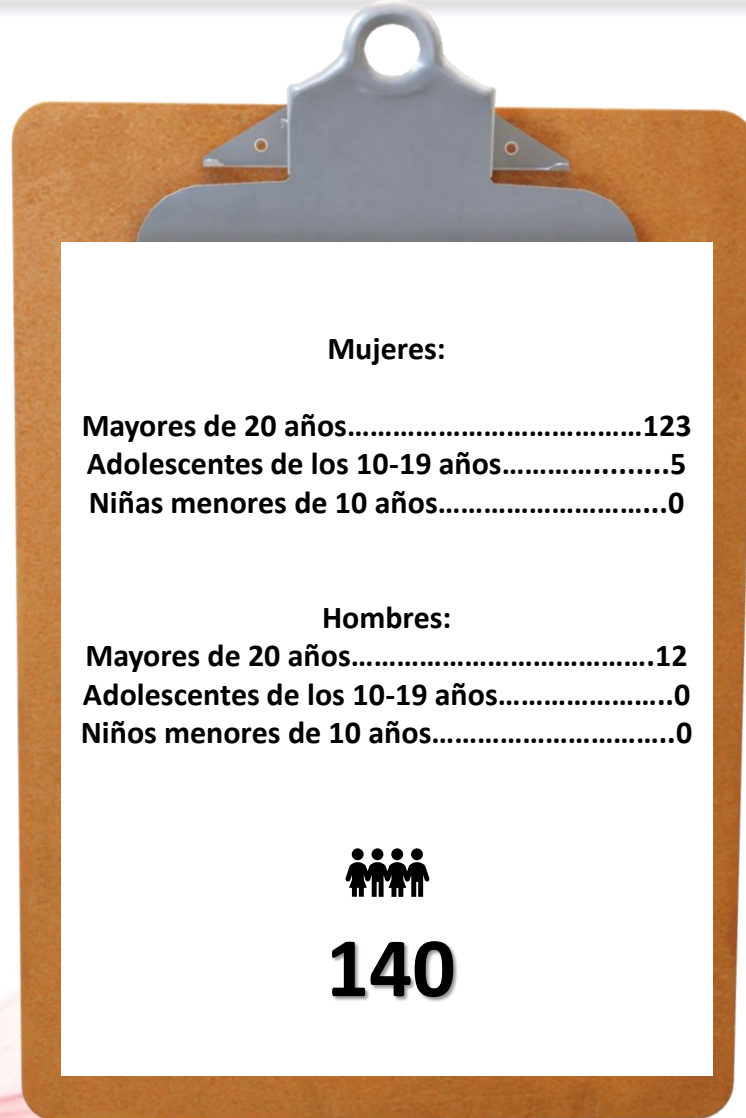 Mujeres:
Mayores de 20 años…………………………………123
Adolescentes de los 10-19 años………….........5
Niñas menores de 10 años………………………...0
Hombres:
Mayores de 20 años………………………………….12
Adolescentes de los 10-19 años…………………..0
Niños menores de 10 años…………………………..0
140